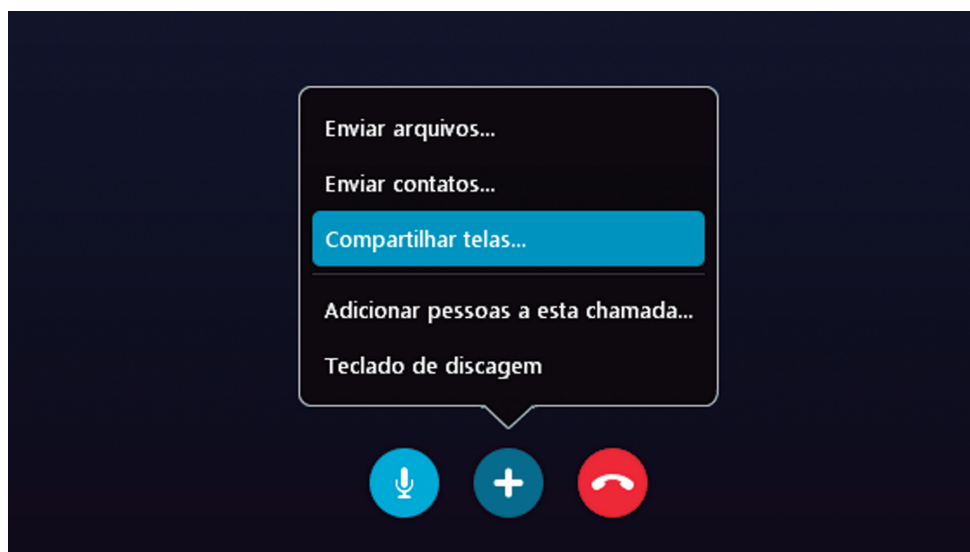 Enviar arquivos...
Enviar contatos...
Compartilhar telas...
Adicionar pessoas a esta chamada...
Teclado de discagem